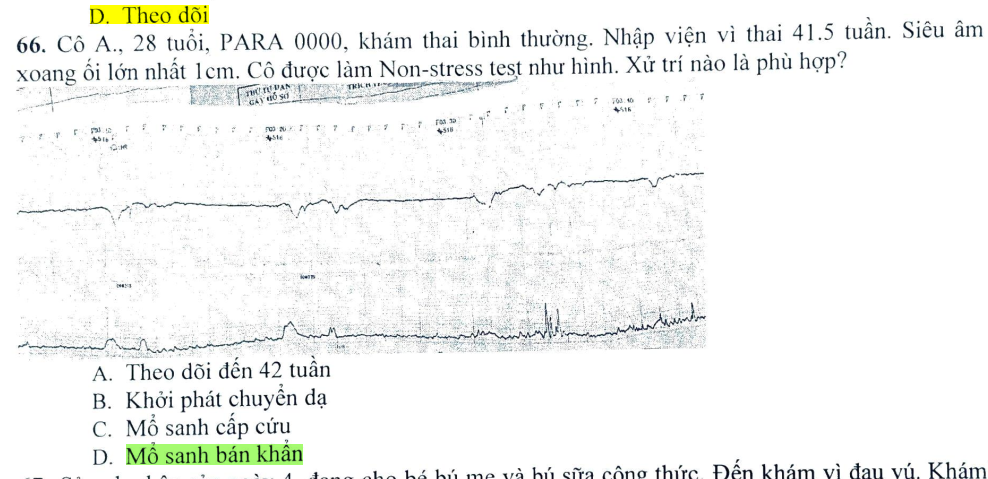 D. Theo dõi
66. Cô A., 28 tuổi, PARA 0000, khám thai bình thường. Nhập viện vì thai 41.5 tuần. Siêu âm
xoang ối lớn nhất 1cm. Cô được làm Non-stress test như hình. Xử trí nào là phù hợp?
A. Theo dõi đến 42 tuần
B. Khởi phát chuyển dạ
C. Mổ sanh cấp cứu
D. Mổ sanh bán khẩn
đang cho bé bú mẹ và bú sữa công thức. Đến khám vì đau vú. Khám